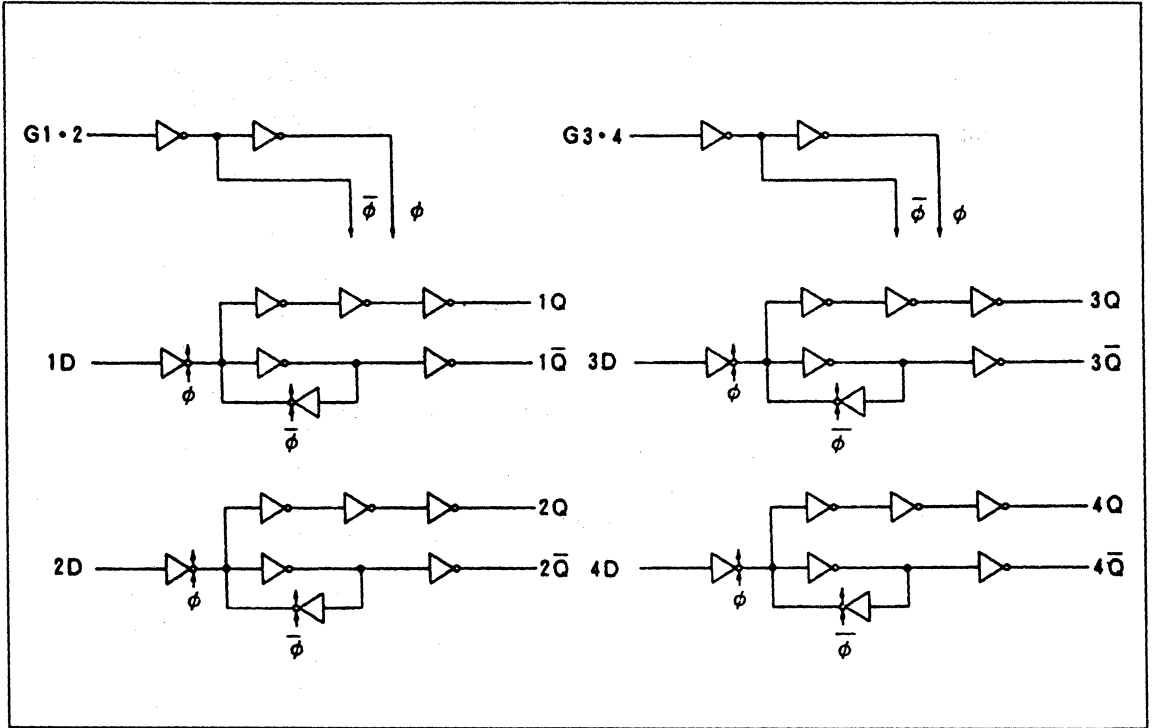 G1・2
G3・4
φ̅ φ
φ̅ φ
1Q
3Q
1D φ 1Q̅
3D φ 3Q̅
φ̅
φ̅
2Q
4Q
2D φ 2Q̅
4D φ 4Q̅
φ̅
φ̅